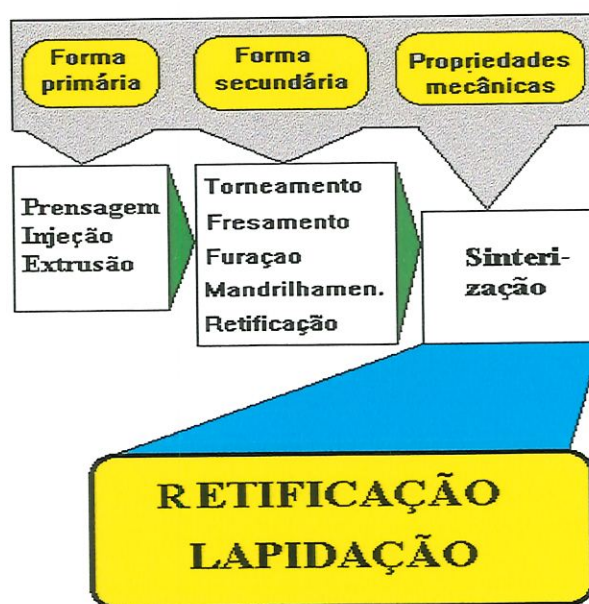 Forma
primária
Forma
secundária
Propriedades
mecânicas
Prensagem
Injeção
Extrusão
Torneamento
Fresamento
Furaçao
Mandrilhamen.
Retificação
Sinteri-
zação
RETIFICAÇÃO
LAPIDAÇÃO